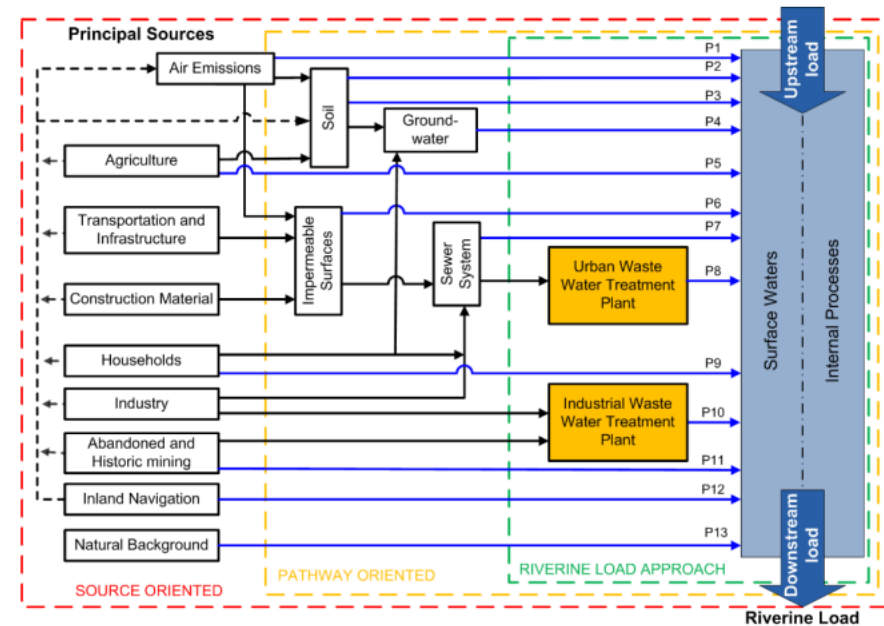 Principal Sources
Air Emissions
Soil
Ground-
water
Agriculture
Transportation and
Infrastructure
Impermeable
Surfaces
Sewer
System
Construction Material
Urban Waste
Water Treatment
Plant
Households
Industry
Industrial Waste
Water Treatment
Plant
Abandoned and
Historic mining
Inland Navigation
Natural Background
P1
P2
P3
P4
P5
P6
P7
P8
P9
P10
P11
P12
P13
Upstream
load
Surface Waters
Internal Processes
Downstream
load
RIVERINE LOAD APPROACH
PATHWAY ORIENTED
SOURCE ORIENTED
Riverine Load